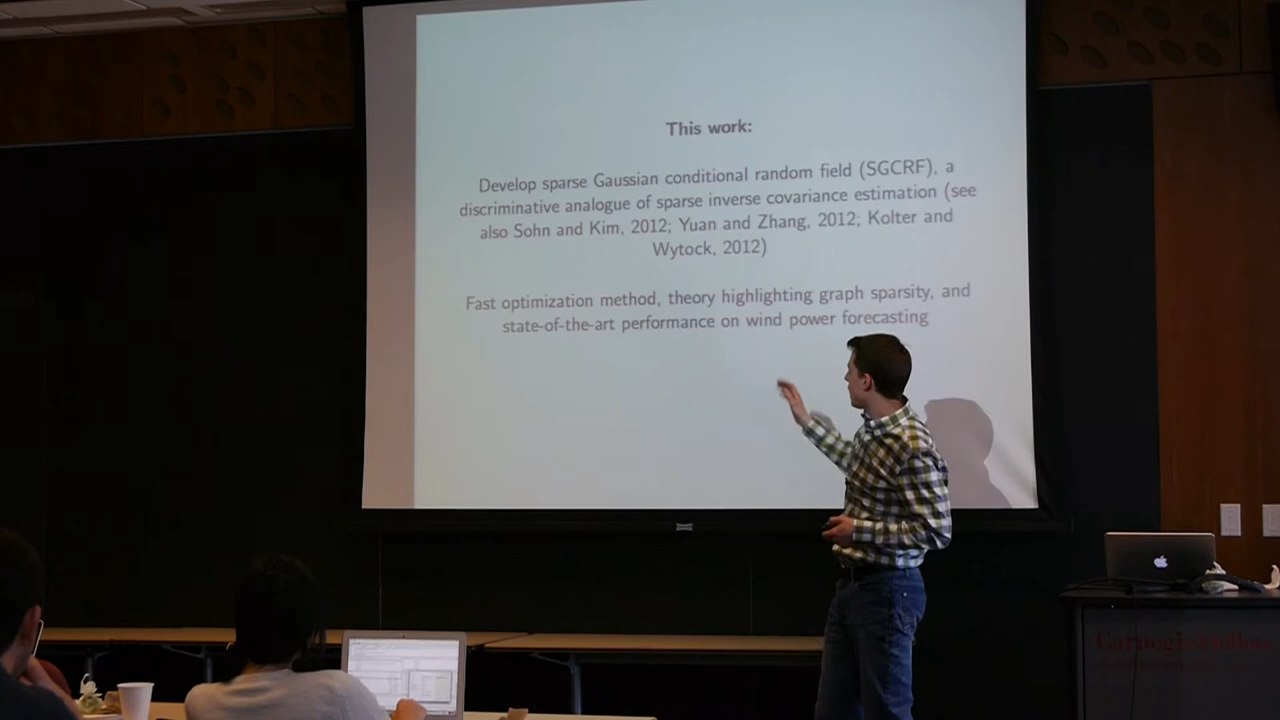 This work:
Develop sparse Gaussian conditional random field (SGCRF), a
discriminative analogue of sparse inverse covariance estimation (see
also Sohn and Kim, 2012; Yuan and Zhang, 2012; Kolter and
Wytock, 2012)
Fast optimization method, theory highlighting graph sparsity, and
state-of-the-art performance on wind power forecasting
Carnegie Mellon